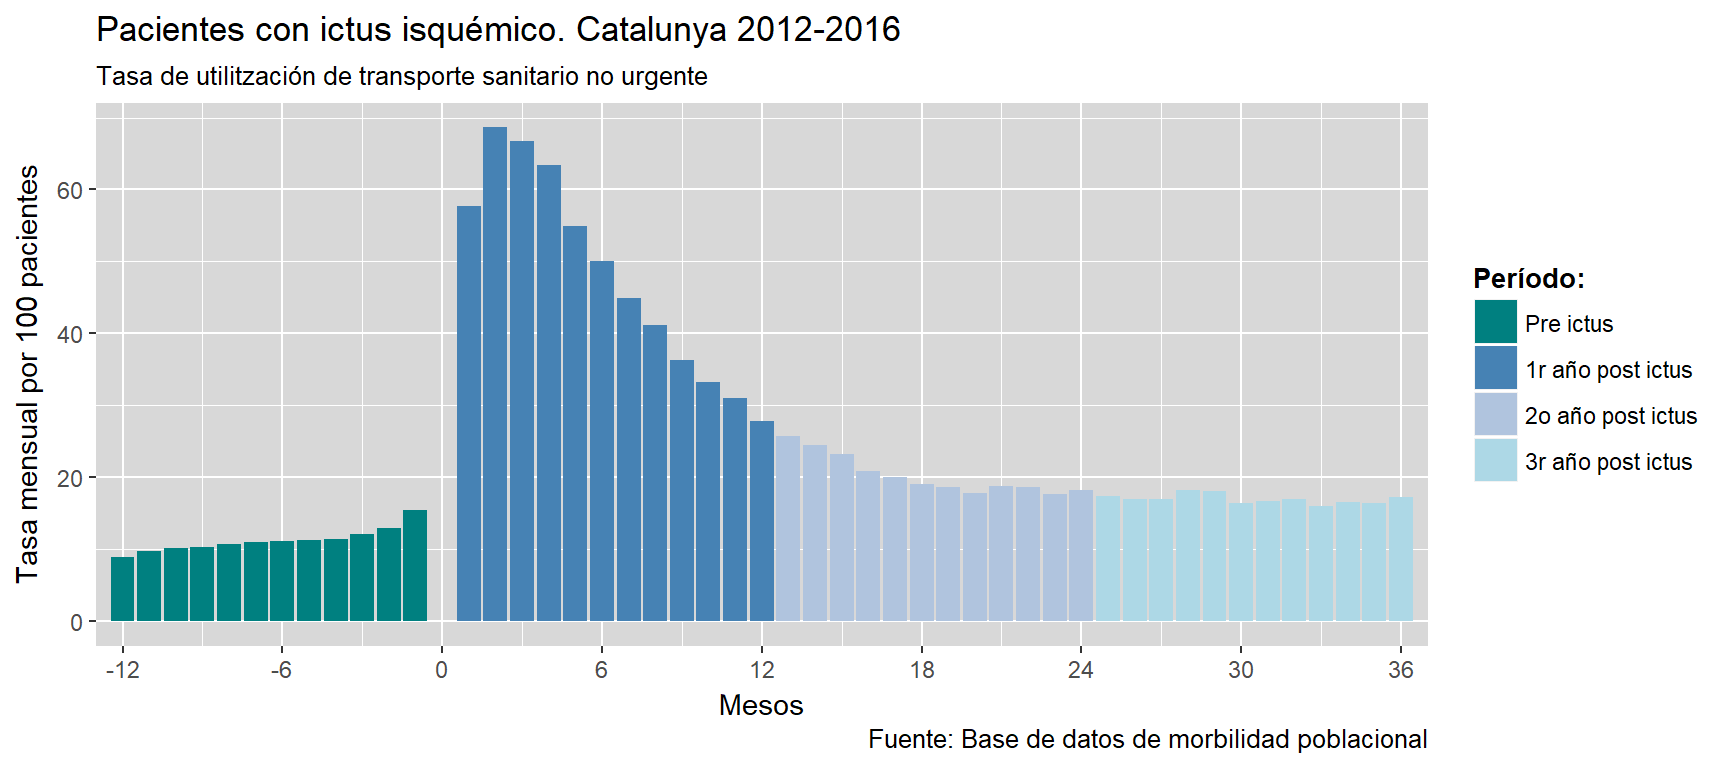 Pacientes con ictus isquémico. Catalunya 2012-2016
Tasa de utilitzación de transporte sanitario no urgente
Tasa mensual por 100 pacientes
60
40
20
0
-12
-6
0
6
12
18
24
30
36
Mesos
Período:
Pre ictus
1r año post ictus
2o año post ictus
3r año post ictus
Fuente: Base de datos de morbilidad poblacional